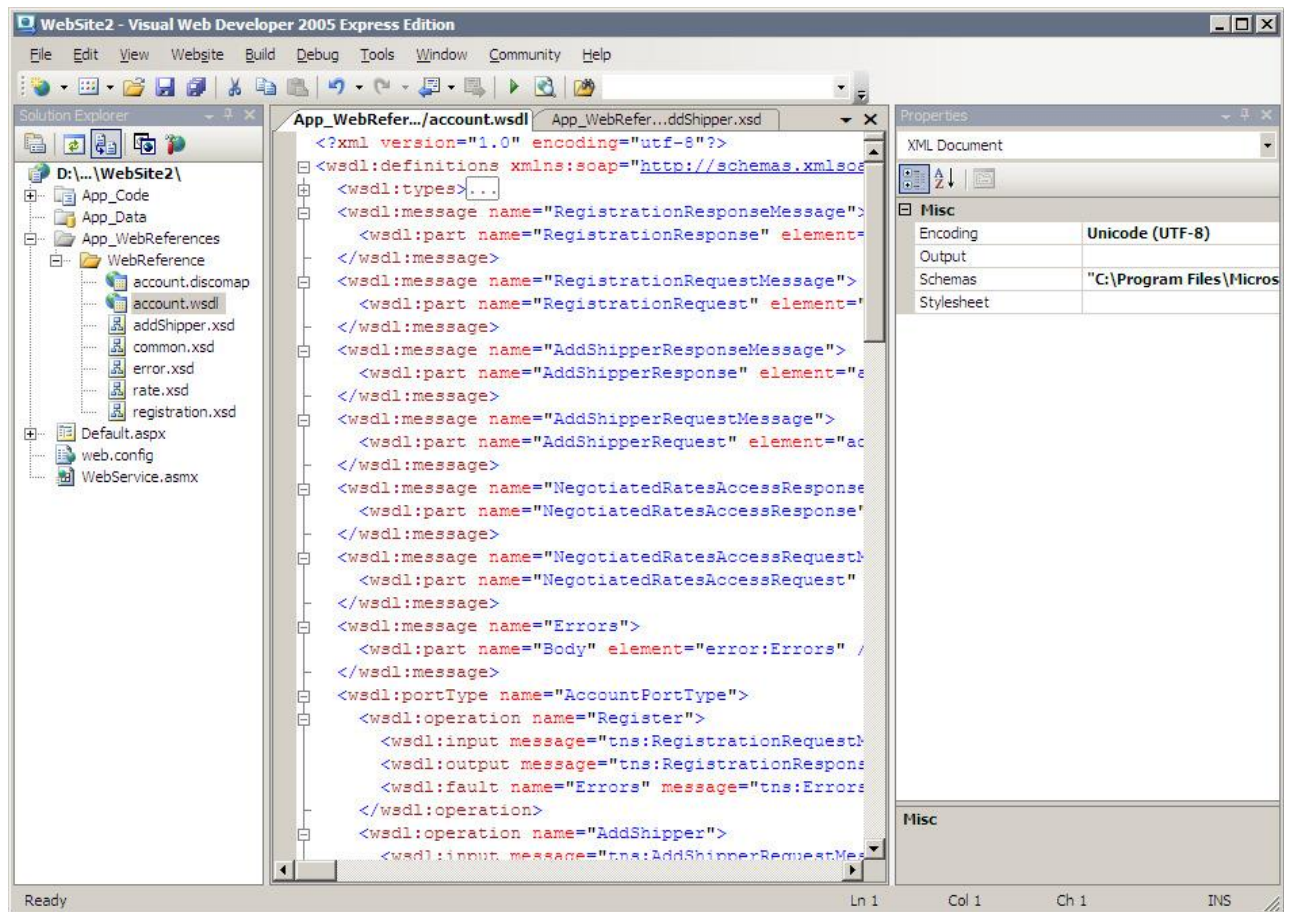 WebSite2 - Visual Web Developer 2005 Express Edition
File Edit View Website Build Debug Tools Window Community Help
Solution Explorer
D:\...\WebSite2\
App_Code
App_Data
App_WebReferences
WebReference
account.discomap
account.wsdl
addShipper.xsd
common.xsd
error.xsd
rate.xsd
registration.xsd
Default.aspx
web.config
WebService.asmx
App_WebRefer.../account.wsdl App_WebRefer...ddShipper.xsd
<?xml version="1.0" encoding="utf-8"?>
<wsdl:definitions xmlns:soap="http://schemas.xmlsoa
<wsdl:types>...
<wsdl:message name="RegistrationResponseMessage">
<wsdl:part name="RegistrationResponse" element=
</wsdl:message>
<wsdl:message name="RegistrationRequestMessage">
<wsdl:part name="RegistrationRequest" element="
</wsdl:message>
<wsdl:message name="AddShipperResponseMessage">
<wsdl:part name="AddShipperResponse" element="a
</wsdl:message>
<wsdl:message name="AddShipperRequestMessage">
<wsdl:part name="AddShipperRequest" element="ac
</wsdl:message>
<wsdl:message name="NegotiatedRatesAccessResponse
<wsdl:part name="NegotiatedRatesAccessResponse"
</wsdl:message>
<wsdl:message name="NegotiatedRatesAccessRequestM
<wsdl:part name="NegotiatedRatesAccessRequest"
</wsdl:message>
<wsdl:message name="Errors">
<wsdl:part name="Body" element="error:Errors" /
</wsdl:message>
<wsdl:portType name="AccountPortType">
<wsdl:operation name="Register">
<wsdl:input message="tns:RegistrationRequestM
<wsdl:output message="tns:RegistrationRespons
<wsdl:fault name="Errors" message="tns:Errors
</wsdl:operation>
<wsdl:operation name="AddShipper">
<wsdl:input message="tns:AddShipperRequestMes
Properties
XML Document
Misc
Encoding Unicode (UTF-8)
Output
Schemas "C:\Program Files\Micros
Stylesheet
Misc
Ready Ln 1 Col 1 Ch 1 INS